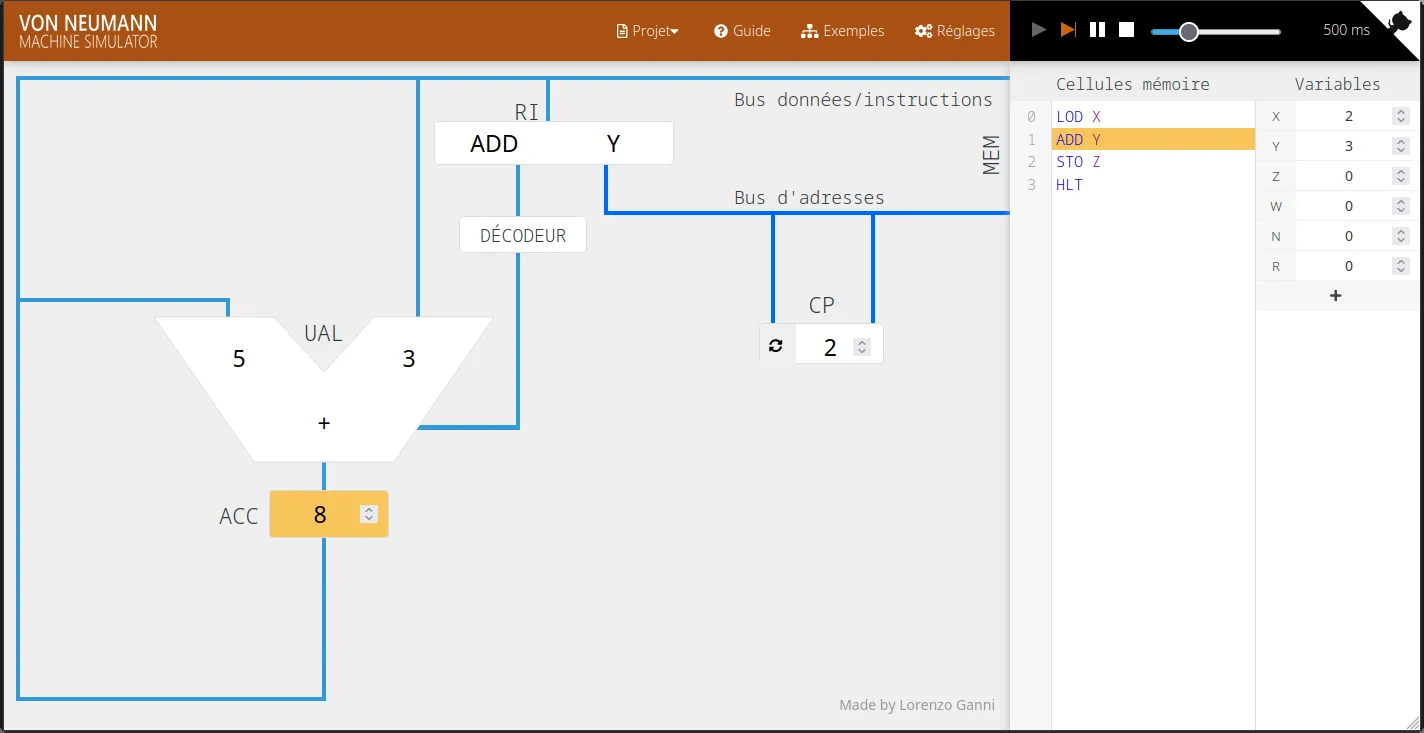 VON NEUMANN
MACHINE SIMULATOR
Projet
Guide
Exemples
Réglages
500 ms
Bus données/instructions
RI
ADD Y
MEM
Bus d'adresses
DÉCODEUR
CP
2
UAL
5 3
+
ACC 8
Made by Lorenzo Ganni
Cellules mémoire
0 LOD X
1 ADD Y
2 STO Z
3 HLT
Variables
X 2
Y 3
Z 0
W 0
N 0
R 0
+